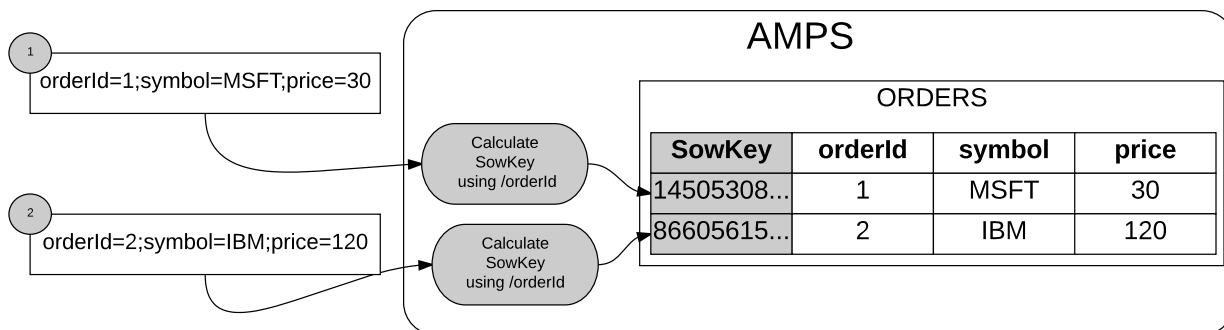 AMPS
1
orderId=1;symbol=MSFT;price=30
ORDERS
Calculate
SowKey
using /orderId
SowKey orderId symbol price
14505308... 1 MSFT 30
2
orderId=2;symbol=IBM;price=120
86605615... 2 IBM 120
Calculate
SowKey
using /orderId